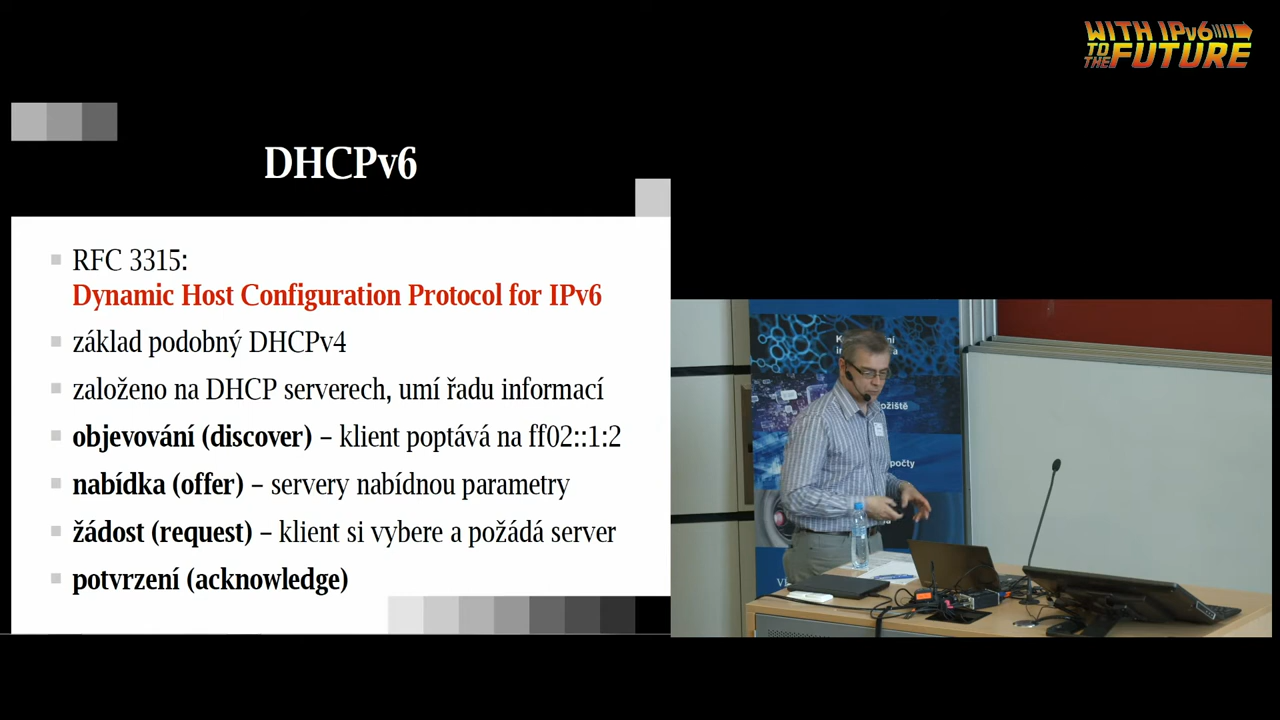 WITH IPv6
TO THE FUTURE
DHCPv6
RFC 3315:
Dynamic Host Configuration Protocol for IPv6
základ podobný DHCPv4
založeno na DHCP serverech, umí řadu informací
objevování (discover) – klient poptává na ff02::1:2
nabídka (offer) – servery nabídnou parametry
žádost (request) – klient si vybere a požádá server
potvrzení (acknowledge)
ožiště
počty